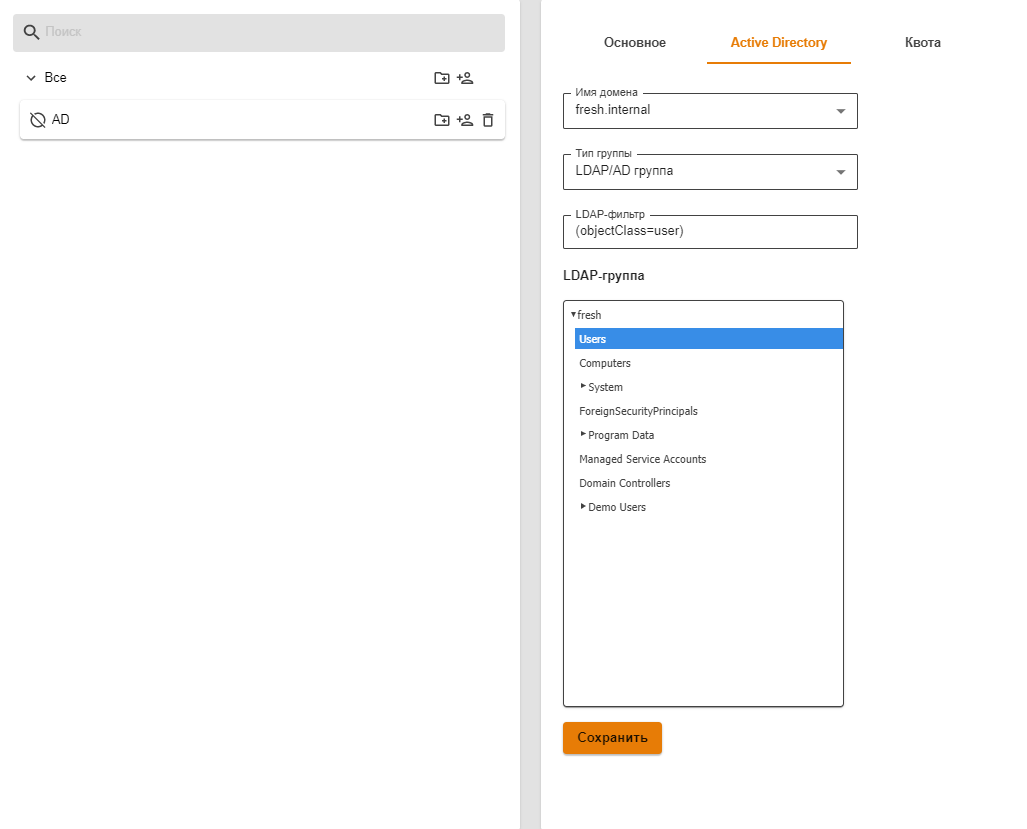 Поиск
Все
AD
Основное
Active Directory
Квота
Имя домена
fresh.internal
Тип группы
LDAP/AD группа
LDAP-фильтр
(objectClass=user)
LDAP-группа
fresh
Users
Computers
System
ForeignSecurityPrincipals
Program Data
Managed Service Accounts
Domain Controllers
Demo Users
Сохранить